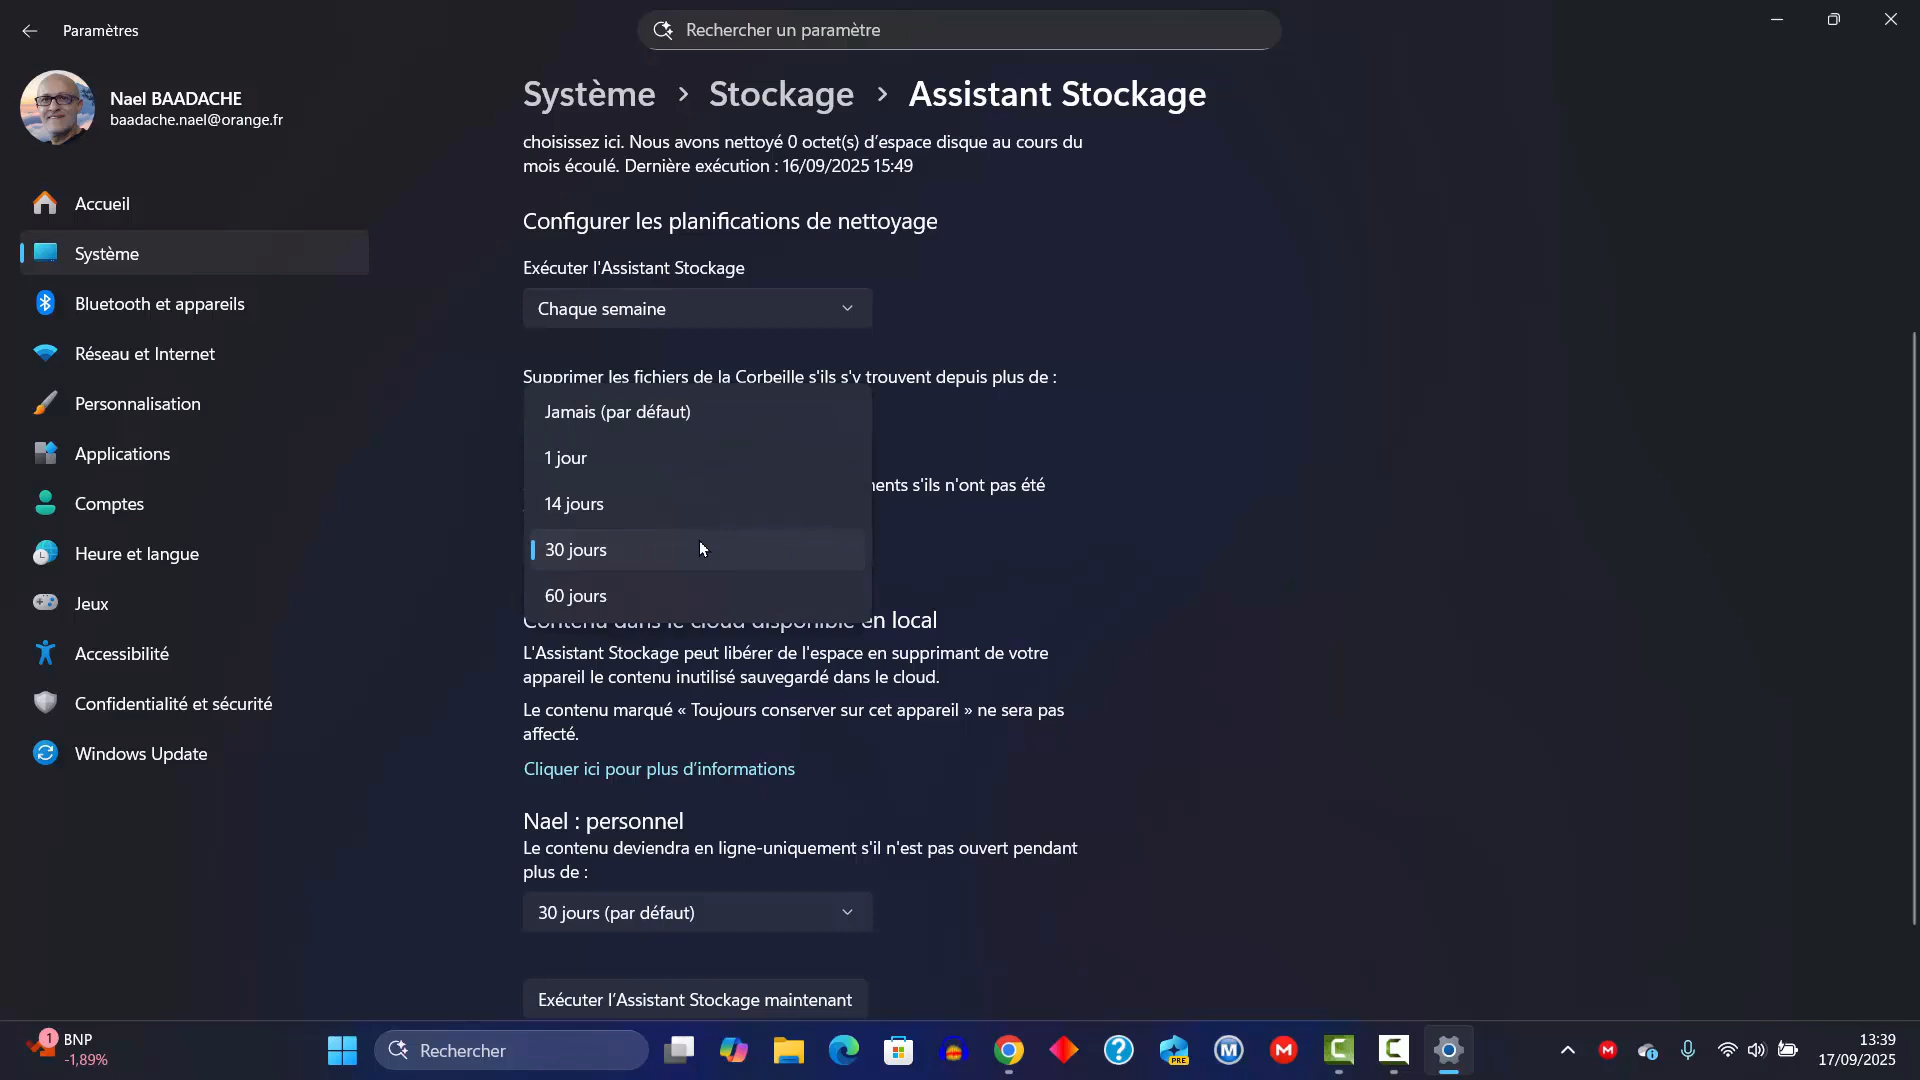 Paramètres
Rechercher un paramètre
Nael BAADACHE
baadache.nael@orange.fr
Accueil
Système
Bluetooth et appareils
Réseau et Internet
Personnalisation
Applications
Comptes
Heure et langue
Jeux
Accessibilité
Confidentialité et sécurité
Windows Update
Système > Stockage > Assistant Stockage
choisissez ici. Nous avons nettoyé 0 octet(s) d’espace disque au cours du
mois écoulé. Dernière exécution : 16/09/2025 15:49
Configurer les planifications de nettoyage
Exécuter l'Assistant Stockage
Chaque semaine
Supprimer les fichiers de la Corbeille s'ils s'y trouvent depuis plus de :
Jamais (par défaut)
1 jour
ments s'ils n'ont pas été
14 jours
30 jours
60 jours
Contenu dans le cloud disponible en local
L'Assistant Stockage peut libérer de l'espace en supprimant de votre
appareil le contenu inutilisé sauvegardé dans le cloud.
Le contenu marqué « Toujours conserver sur cet appareil » ne sera pas
affecté.
Cliquer ici pour plus d’informations
Nael : personnel
Le contenu deviendra en ligne-uniquement s'il n'est pas ouvert pendant
plus de :
30 jours (par défaut)
Exécuter l’Assistant Stockage maintenant
1
BNP
-1,89%
Rechercher
PRE
13:39
17/09/2025